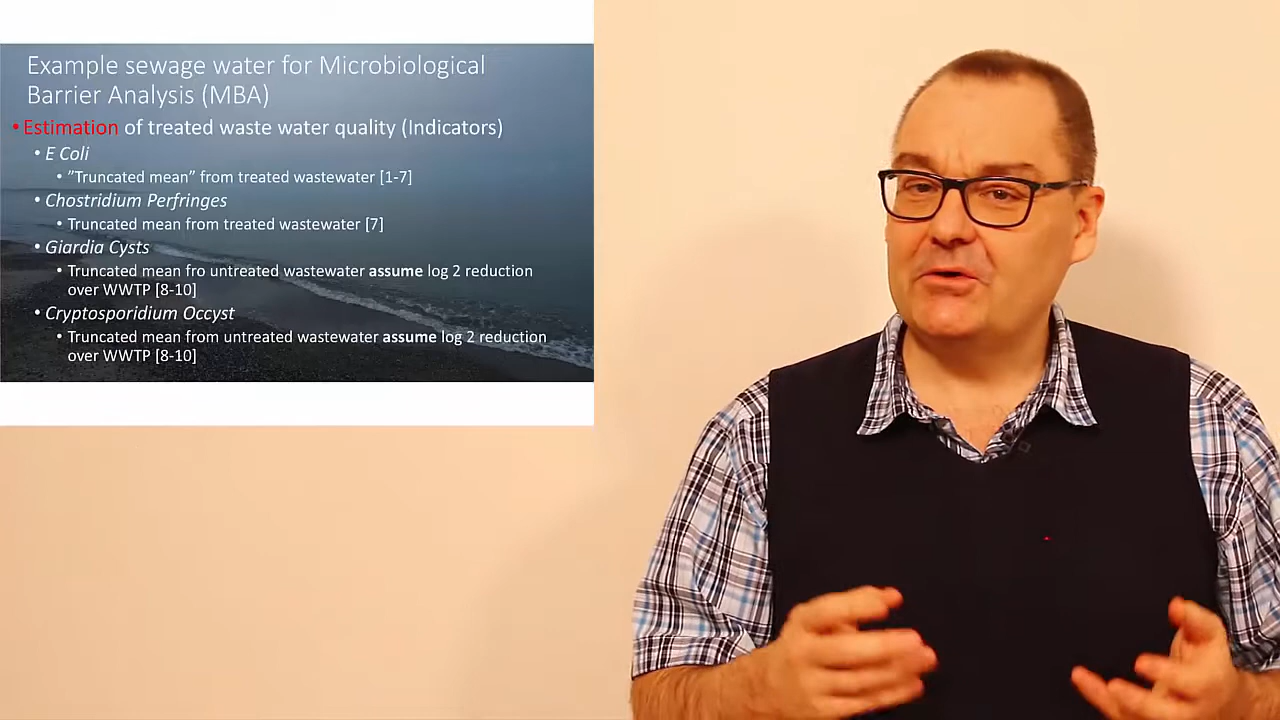 Example sewage water for Microbiological
Barrier Analysis (MBA)
• Estimation of treated waste water quality (Indicators)
• E Coli
• ”Truncated mean” from treated wastewater [1-7]
• Chostridium Perfringes
• Truncated mean from treated wastewater [7]
• Giardia Cysts
• Truncated mean fro untreated wastewater assume log 2 reduction
over WWTP [8-10]
• Cryptosporidium Occyst
• Truncated mean from untreated wastewater assume log 2 reduction
over WWTP [8-10]